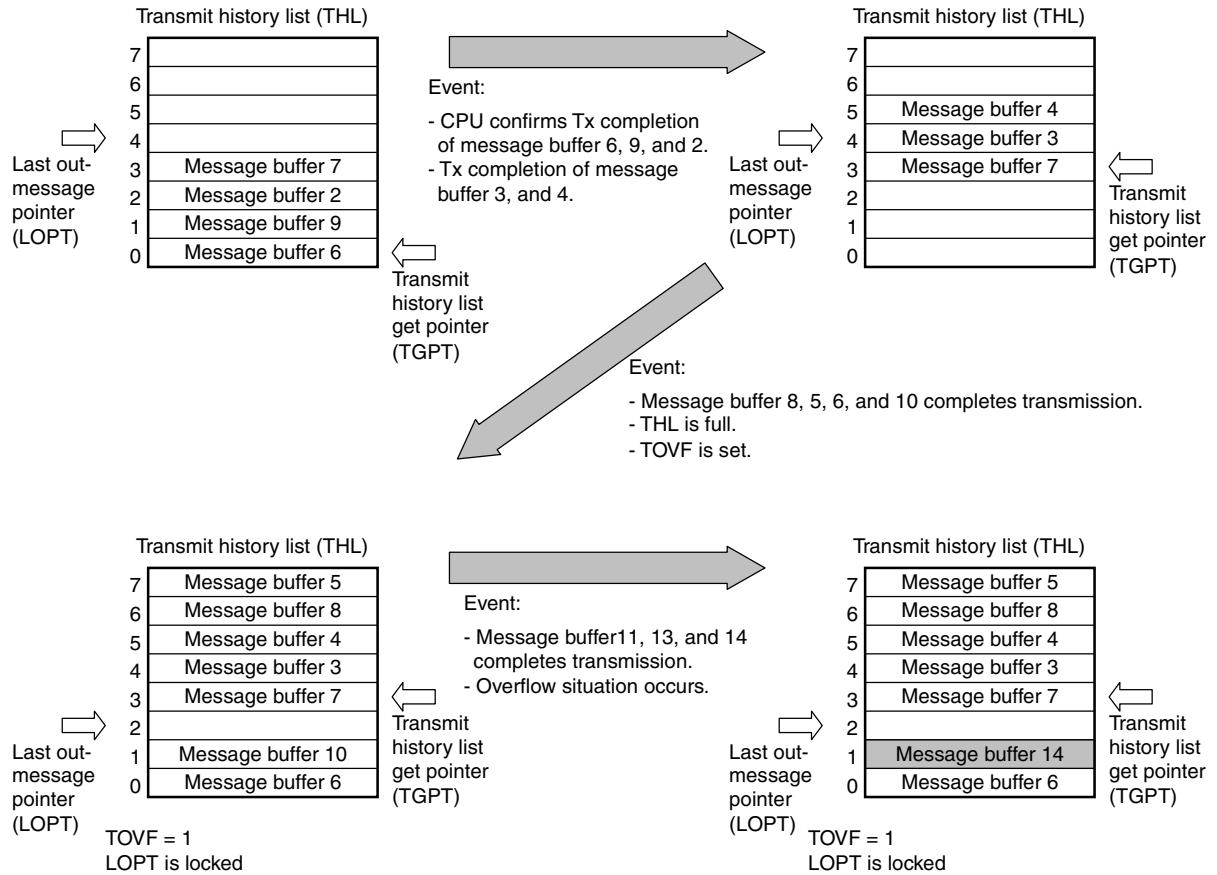 Transmit history list (THL)
7
6
5
4
3 Message buffer 7
2 Message buffer 2
1 Message buffer 9
0 Message buffer 6
Last out-
message
pointer
(LOPT)
Transmit
history list
get pointer
(TGPT)
Event:
- CPU confirms Tx completion
of message buffer 6, 9, and 2.
- Tx completion of message
buffer 3, and 4.
Transmit history list (THL)
7
6
5 Message buffer 4
4 Message buffer 3
3 Message buffer 7
2
1
0
Last out-
message
pointer
(LOPT)
Transmit
history list
get pointer
(TGPT)
Event:
- Message buffer 8, 5, 6, and 10 completes transmission.
- THL is full.
- TOVF is set.
Transmit history list (THL)
7 Message buffer 5
6 Message buffer 8
5 Message buffer 4
4 Message buffer 3
3 Message buffer 7
2
1 Message buffer 10
0 Message buffer 6
Last out-
message
pointer
(LOPT)
Transmit
history list
get pointer
(TGPT)
TOVF = 1
LOPT is locked
Event:
- Message buffer11, 13, and 14
completes transmission.
- Overflow situation occurs.
Transmit history list (THL)
7 Message buffer 5
6 Message buffer 8
5 Message buffer 4
4 Message buffer 3
3 Message buffer 7
2
1 Message buffer 14
0 Message buffer 6
Last out-
message
pointer
(LOPT)
Transmit
history list
get pointer
(TGPT)
TOVF = 1
LOPT is locked